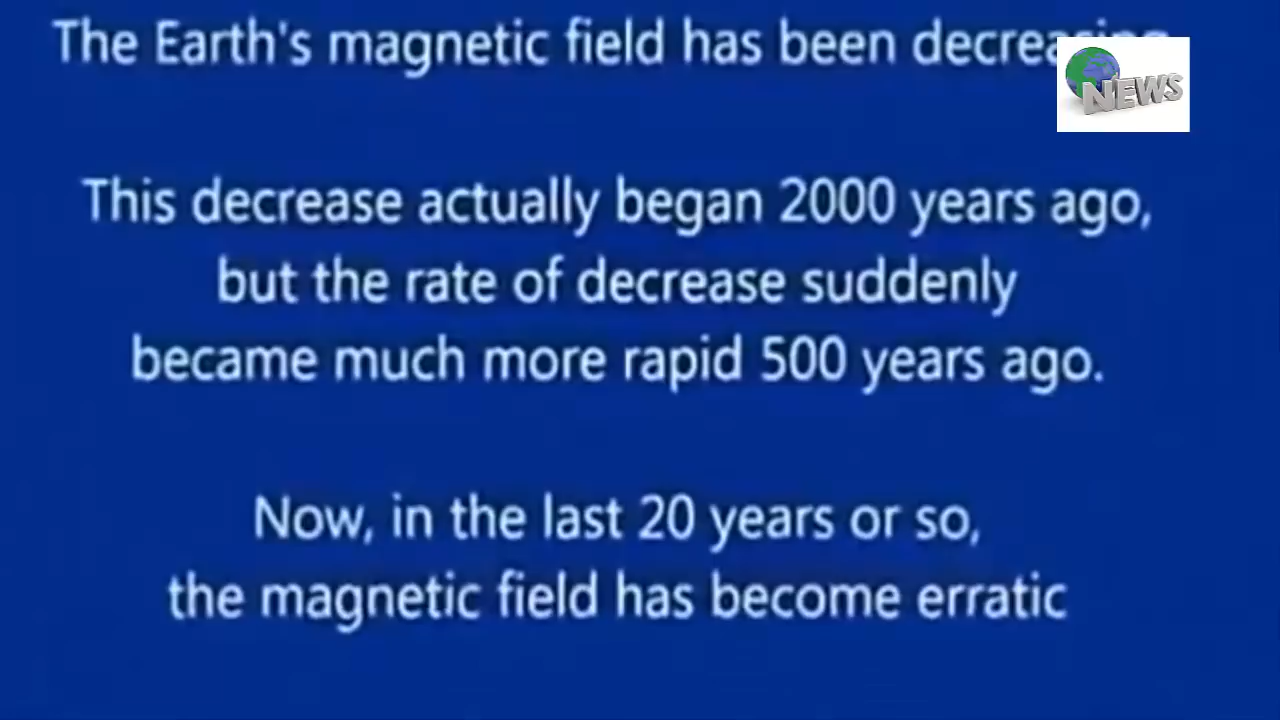 The Earth's magnetic field has been decreasing
NEWS
This decrease actually began 2000 years ago,
but the rate of decrease suddenly
became much more rapid 500 years ago.
Now, in the last 20 years or so,
the magnetic field has become erratic